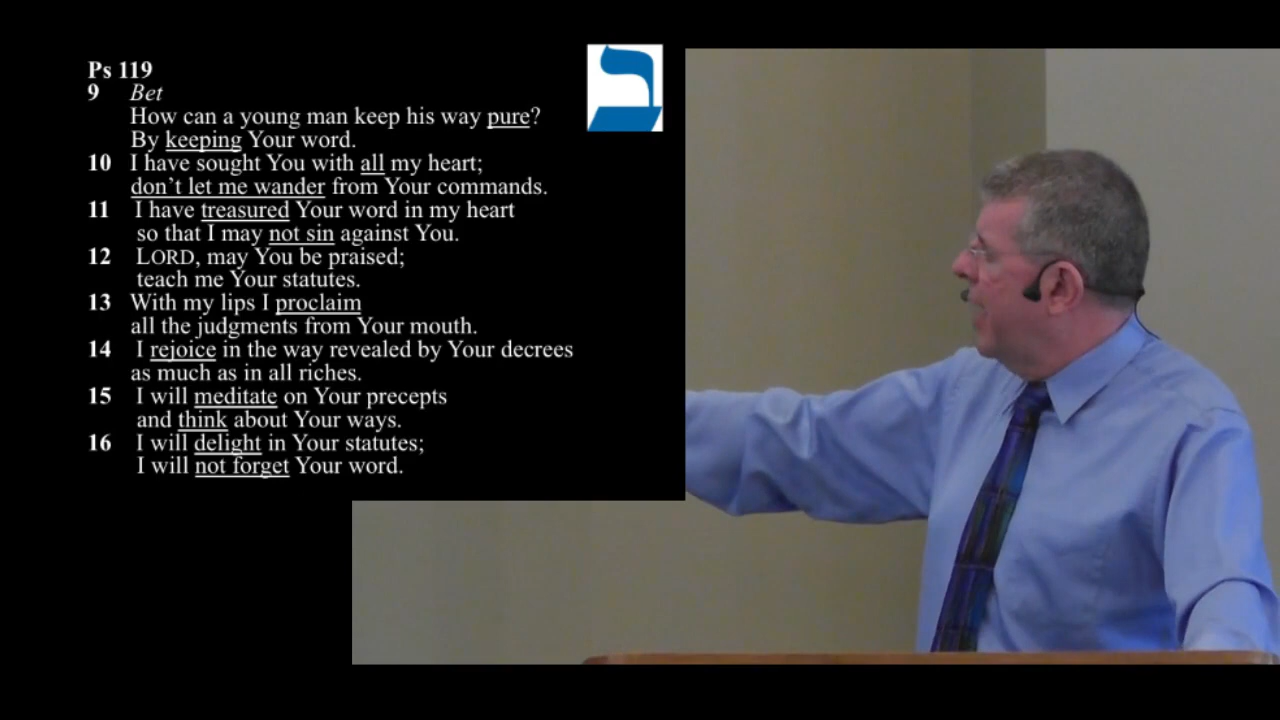 Ps 119
9 Bet
ב
How can a young man keep his way pure?
By keeping Your word.
10 I have sought You with all my heart;
don't let me wander from Your commands.
11 I have treasured Your word in my heart
so that I may not sin against You.
12 LORD, may You be praised;
teach me Your statutes.
13 With my lips I proclaim
all the judgments from Your mouth.
14 I rejoice in the way revealed by Your decrees
as much as in all riches.
15 I will meditate on Your precepts
and think about Your ways.
16 I will delight in Your statutes;
I will not forget Your word.